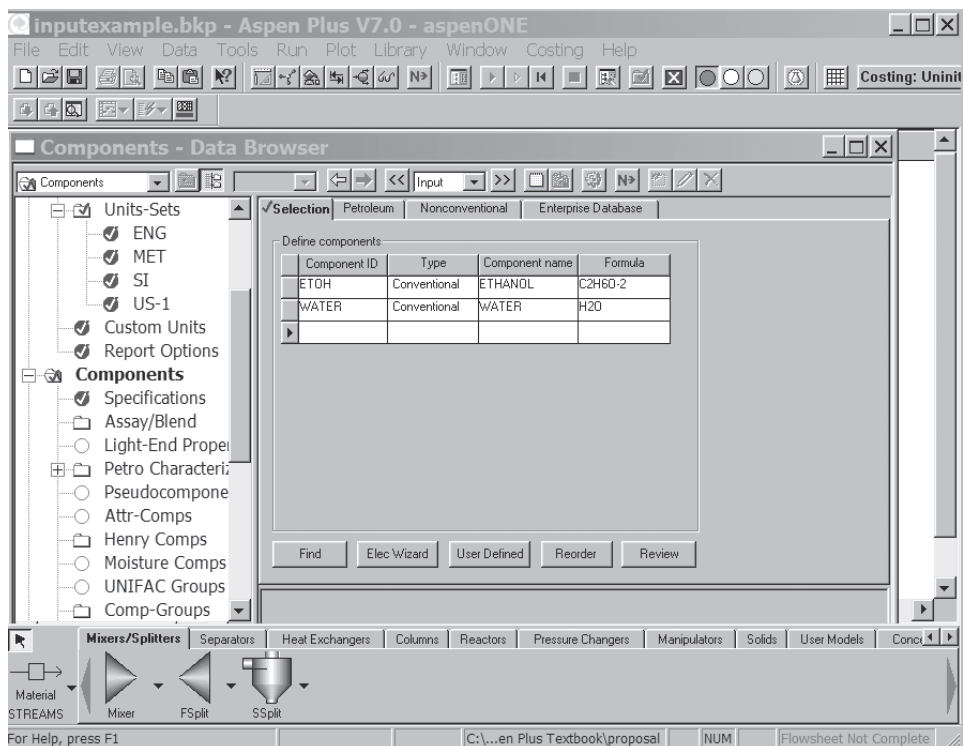 inputexample.bkp - Aspen Plus V7.0 - aspenONE
File Edit View Data Tools Run Plot Library Window Costing Help
N> Costing: Uninit
Components - Data Browser
Components << Input >> N>
Units-Sets
ENG
MET
SI
US-1
Custom Units
Report Options
Components
Specifications
Assay/Blend
Light-End Proper
Petro Characteriz
Pseudocompone
Attr-Comps
Henry Comps
Moisture Comps
UNIFAC Groups
Comp-Groups
Selection Petroleum Nonconventional Enterprise Database
Define components
Component ID Type Component name Formula
ETOH Conventional ETHANOL C2H6O-2
WATER Conventional WATER H2O
Find Elec Wizard User Defined Reorder Review
Mixers/Splitters Separators Heat Exchangers Columns Reactors Pressure Changers Manipulators Solids User Models Conce
Material
STREAMS Mixer FSplit SSplit
For Help, press F1 C:\...en Plus Textbook\proposal NUM Flowsheet Not Complete